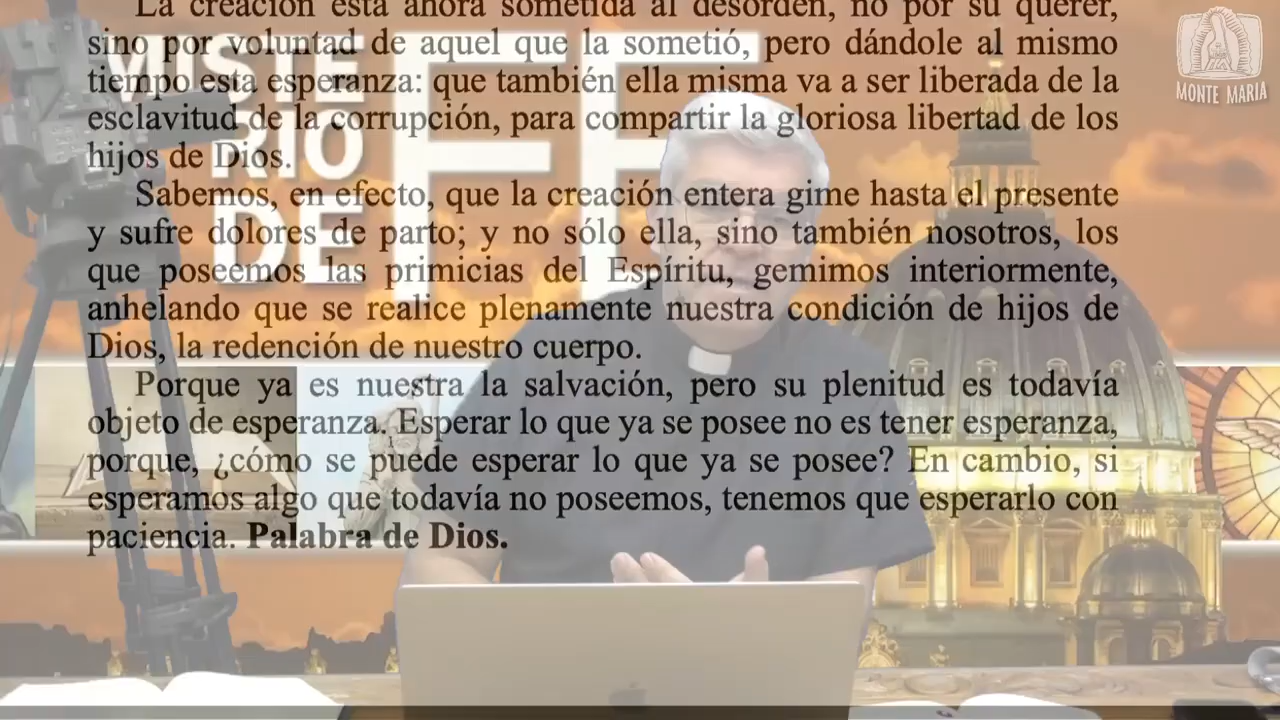 La creación está ahora sometida al desorden, no por su querer,
sino por voluntad de aquel que la sometió, pero dándole al mismo
tiempo esta esperanza: que también ella misma va a ser liberada de la
esclavitud de la corrupción, para compartir la gloriosa libertad de los
hijos de Dios.
Sabemos, en efecto, que la creación entera gime hasta el presente
y sufre dolores de parto; y no sólo ella, sino también nosotros, los
que poseemos las primicias del Espíritu, gemimos interiormente,
anhelando que se realice plenamente nuestra condición de hijos de
Dios, la redención de nuestro cuerpo.
Porque ya es nuestra la salvación, pero su plenitud es todavía
objeto de esperanza. Esperar lo que ya se posee no es tener esperanza,
porque, ¿cómo se puede esperar lo que ya se posee? En cambio, si
esperamos algo que todavía no poseemos, tenemos que esperarlo con
paciencia. Palabra de Dios.
MISTE
RIO
DE
FE
MONTE MARÍA